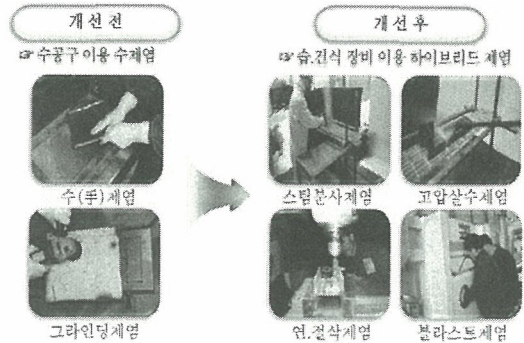 개선 전
☞ 수공구 이용 수제염
수(手)제염
그라인딩제염
개선 후
☞ 습.건식 장비 이용 하이브리드 제염
스팀분사제염
고압살수제염
연.절삭제염
블라스트제염